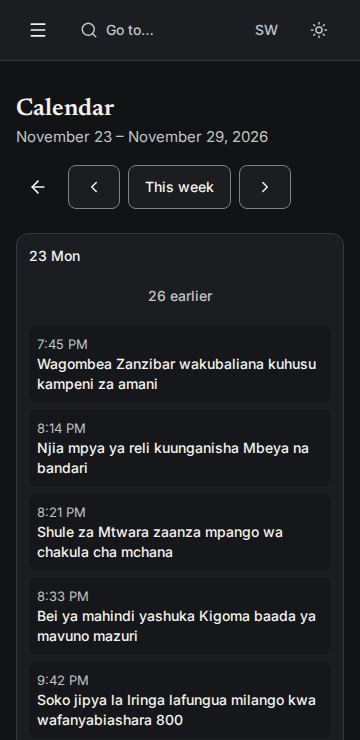 Go to...
SW
Calendar
November 23 – November 29, 2026
This week
23 Mon
26 earlier
7:45 PM
Wagombea Zanzibar wakubaliana kuhusu
kampeni za amani
8:14 PM
Njia mpya ya reli kuunganisha Mbeya na
bandari
8:21 PM
Shule za Mtwara zaanza mpango wa
chakula cha mchana
8:33 PM
Bei ya mahindi yashuka Kigoma baada ya
mavuno mazuri
9:42 PM
Soko jipya la Iringa lafungua milango kwa
wafanyabiashara 800